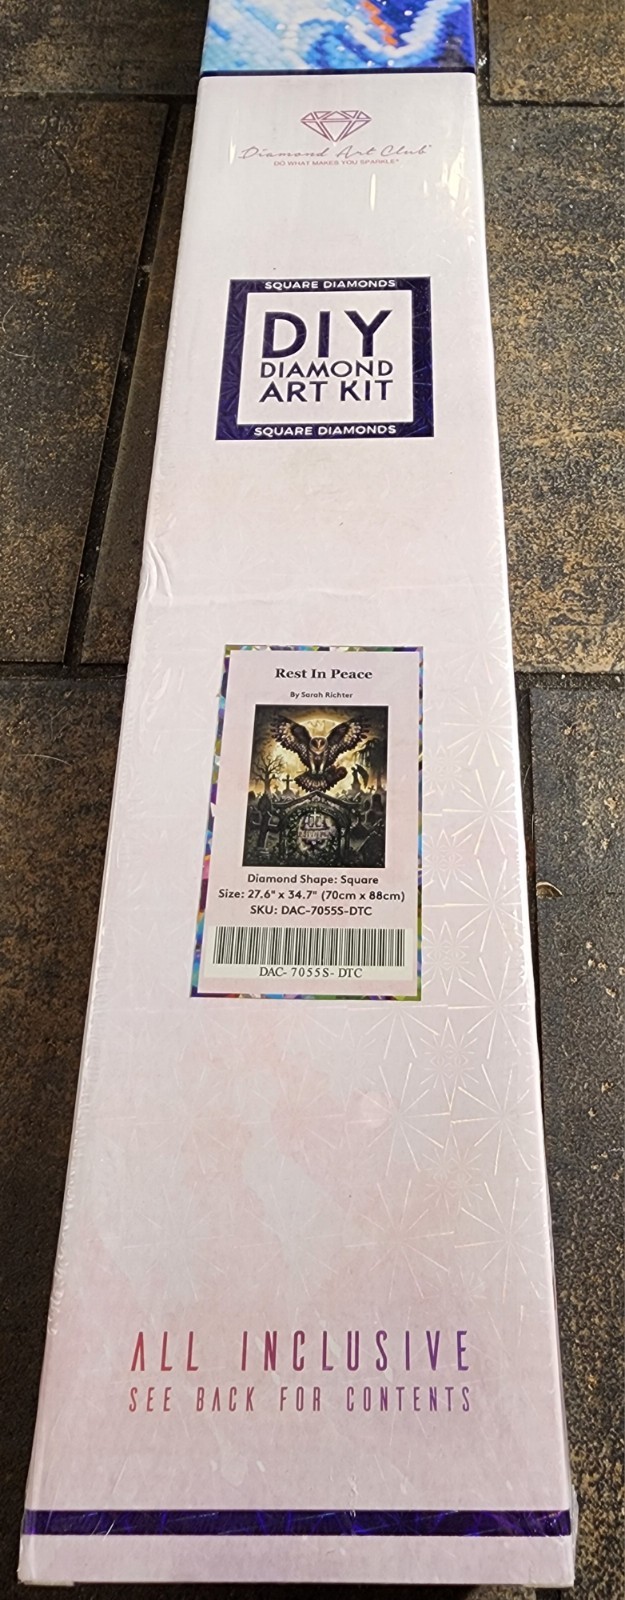 Diamond Art Club®
DO WHAT MAKES YOU SPARKLE®
SQUARE DIAMONDS
DIY
DIAMOND
ART KIT
SQUARE DIAMONDS
Rest In Peace
By Sarah Richter
Diamond Shape: Square
Size: 27.6" x 34.7" (70cm x 88cm)
SKU: DAC-7055S-DTC
DAC- 7055S- DTC
ALL INCLUSIVE
SEE BACK FOR CONTENTS